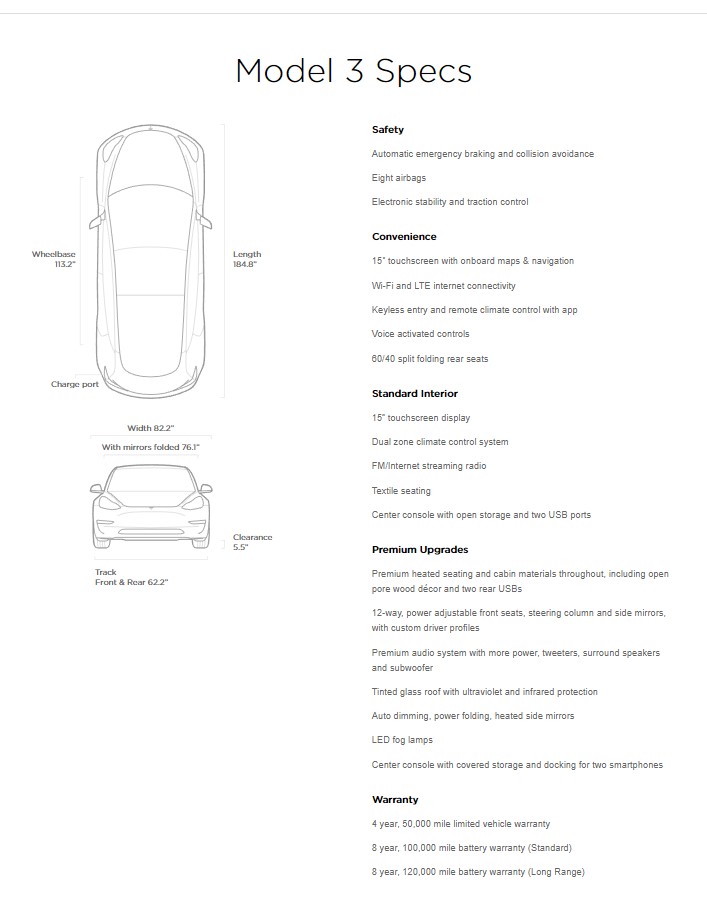 Model 3 Specs
Wheelbase
113.2"
Length
184.8"
Charge port
Width 82.2"
With mirrors folded 76.1"
Clearance
5.5"
Track
Front & Rear 62.2"
Safety
Automatic emergency braking and collision avoidance
Eight airbags
Electronic stability and traction control
Convenience
15" touchscreen with onboard maps & navigation
Wi-Fi and LTE internet connectivity
Keyless entry and remote climate control with app
Voice activated controls
60/40 split folding rear seats
Standard Interior
15" touchscreen display
Dual zone climate control system
FM/Internet streaming radio
Textile seating
Center console with open storage and two USB ports
Premium Upgrades
Premium heated seating and cabin materials throughout, including open
pore wood décor and two rear USBs
12-way, power adjustable front seats, steering column and side mirrors,
with custom driver profiles
Premium audio system with more power, tweeters, surround speakers
and subwoofer
Tinted glass roof with ultraviolet and infrared protection
Auto dimming, power folding, heated side mirrors
LED fog lamps
Center console with covered storage and docking for two smartphones
Warranty
4 year, 50,000 mile limited vehicle warranty
8 year, 100,000 mile battery warranty (Standard)
8 year, 120,000 mile battery warranty (Long Range)